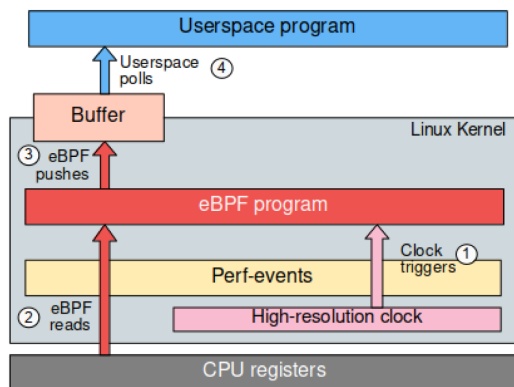 Userspace program
Userspace
polls
4
Buffer
Linux Kernel
3 eBPF
pushes
eBPF program
Clock 1
triggers
Perf-events
2 eBPF
reads
High-resolution clock
CPU registers